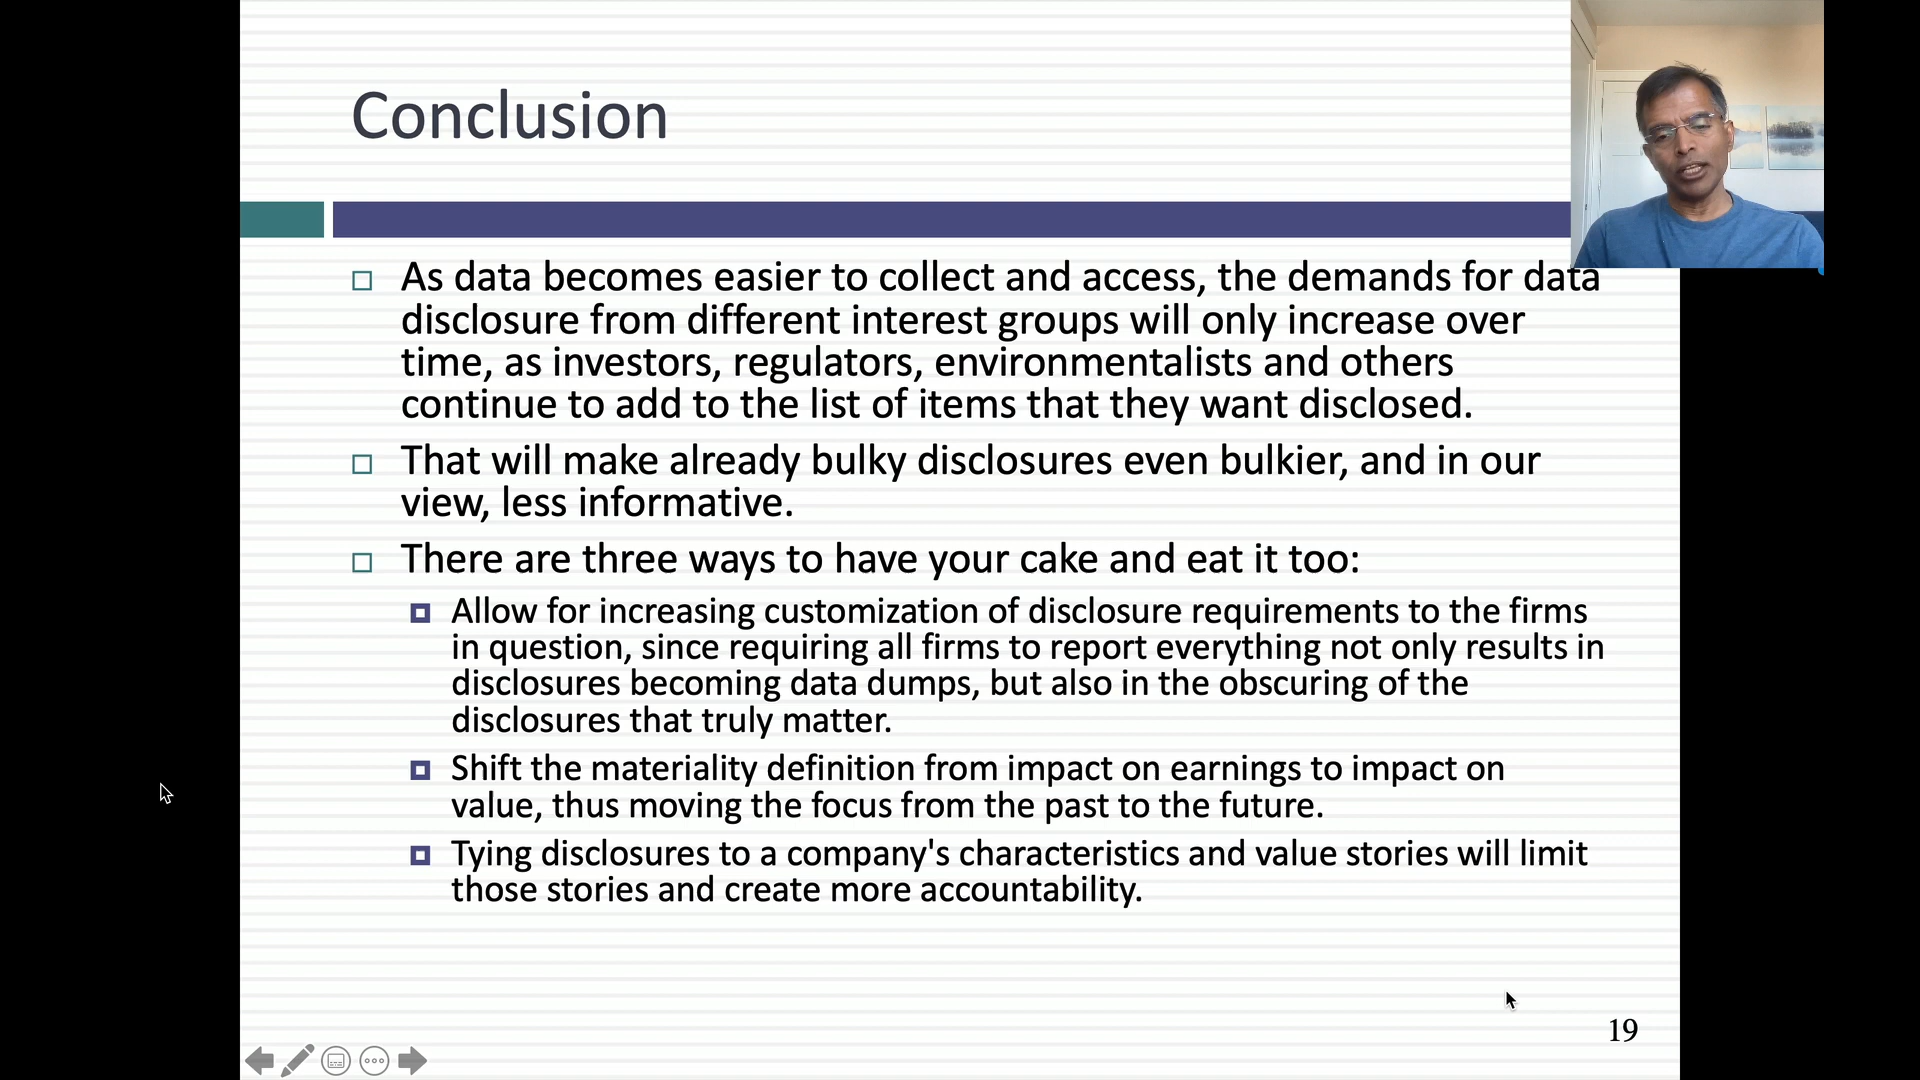 Conclusion
As data becomes easier to collect and access, the demands for data
disclosure from different interest groups will only increase over
time, as investors, regulators, environmentalists and others
continue to add to the list of items that they want disclosed.
That will make already bulky disclosures even bulkier, and in our
view, less informative.
There are three ways to have your cake and eat it too:
Allow for increasing customization of disclosure requirements to the firms
in question, since requiring all firms to report everything not only results in
disclosures becoming data dumps, but also in the obscuring of the
disclosures that truly matter.
Shift the materiality definition from impact on earnings to impact on
value, thus moving the focus from the past to the future.
Tying disclosures to a company's characteristics and value stories will limit
those stories and create more accountability.
19